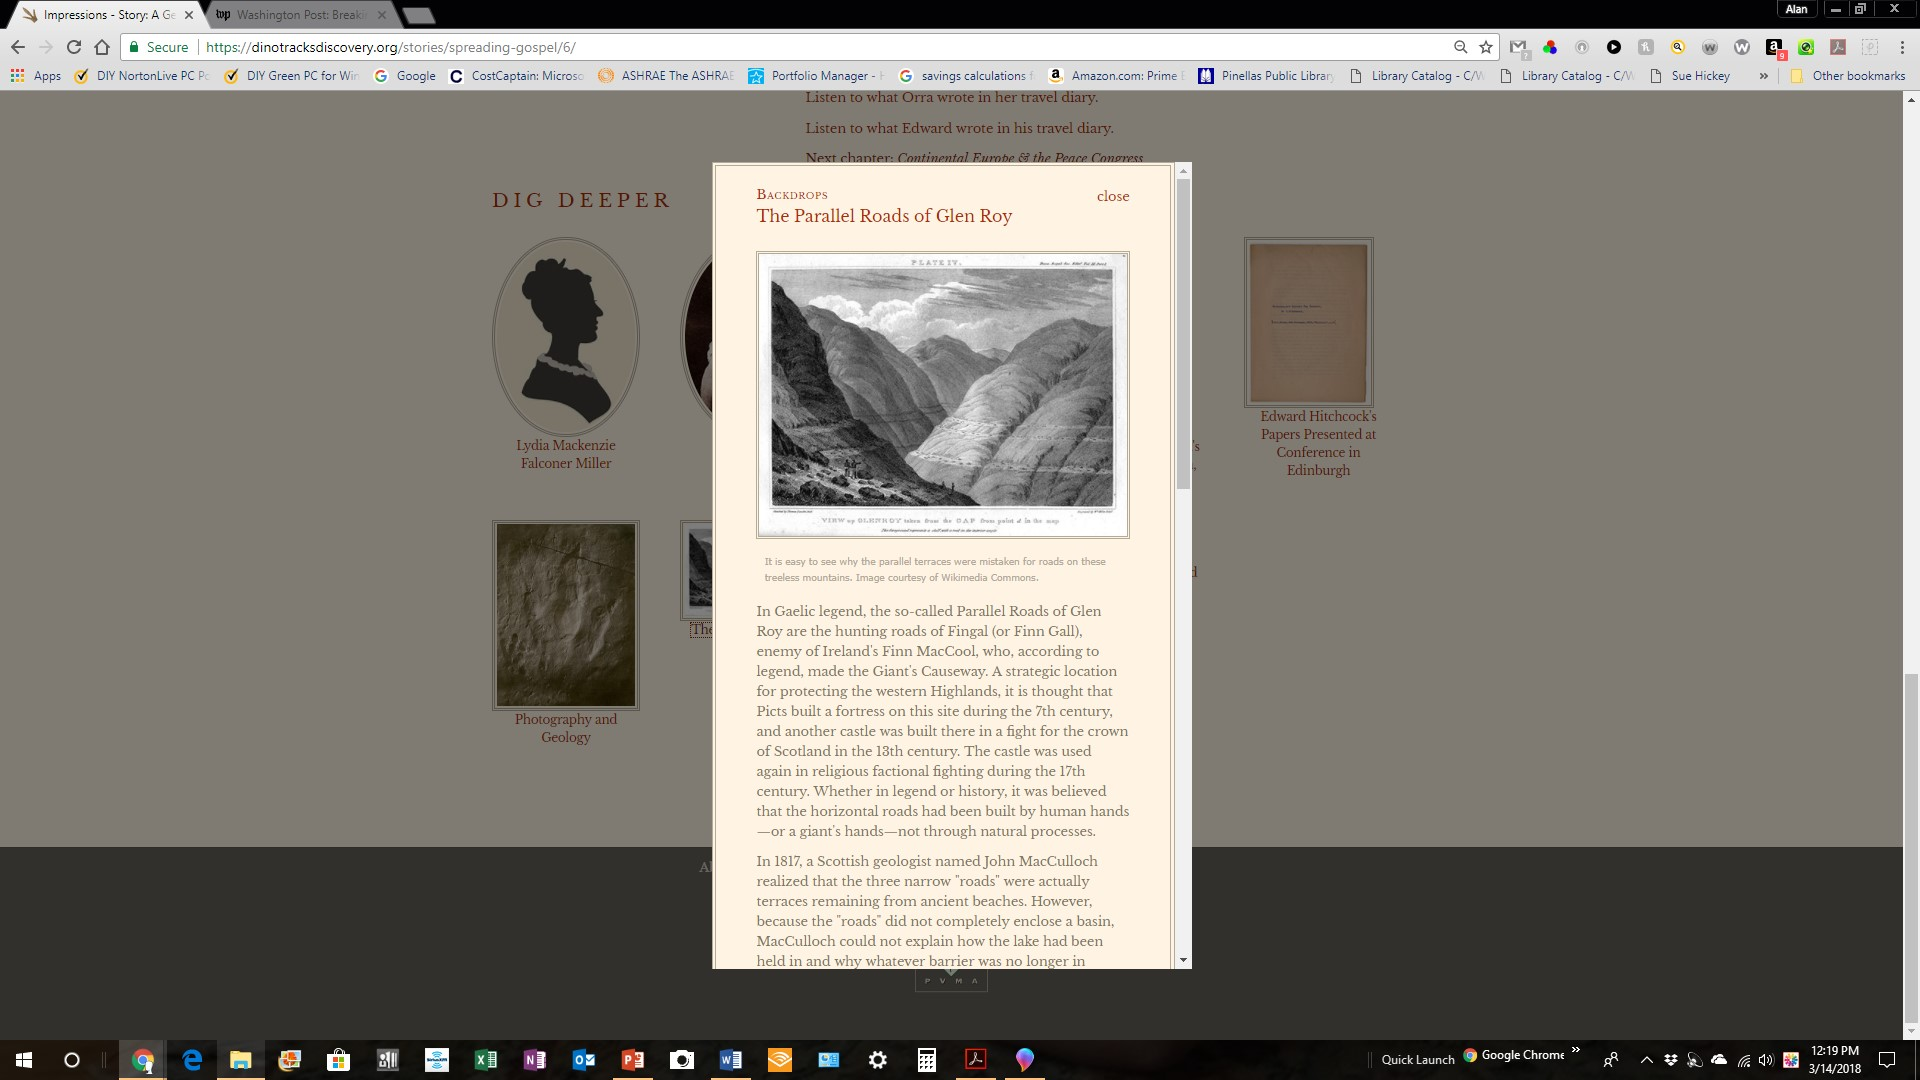 Impressions - Story: A Ge
Washington Post: Breaki
Alan
Secure
https://dinotracksdiscovery.org/stories/spreading-gospel/6/
Apps
DIY NortonLive PC Po
DIY Green PC for Win
Google
CostCaptain: Microso
ASHRAE The ASHRAE
Portfolio Manager - H
savings calculations f
Amazon.com: Prime E
Pinellas Public Library
Library Catalog - C/W
Library Catalog - C/W
Sue Hickey
»
Other bookmarks
Listen to what Orra wrote in her travel diary.
Listen to what Edward wrote in his travel diary.
Next chapter: Continental Europe & the Peace Congress
DIG DEEPER
Lydia Mackenzie
Falconer Miller
Edward Hitchcock's
Papers Presented at
Conference in
Edinburgh
Photography and
Geology
The
Backdrops
close
The Parallel Roads of Glen Roy
PLATE IV.
VIEW up GLENROY taken from the GAP from point d in the map
It is easy to see why the parallel terraces were mistaken for roads on these
treeless mountains. Image courtesy of Wikimedia Commons.
In Gaelic legend, the so-called Parallel Roads of Glen
Roy are the hunting roads of Fingal (or Finn Gall),
enemy of Ireland's Finn MacCool, who, according to
legend, made the Giant's Causeway. A strategic location
for protecting the western Highlands, it is thought that
Picts built a fortress on this site during the 7th century,
and another castle was built there in a fight for the crown
of Scotland in the 13th century. The castle was used
again in religious factional fighting during the 17th
century. Whether in legend or history, it was believed
that the horizontal roads had been built by human hands
—or a giant's hands—not through natural processes.
In 1817, a Scottish geologist named John MacCulloch
realized that the three narrow "roads" were actually
terraces remaining from ancient beaches. However,
because the "roads" did not completely enclose a basin,
MacCulloch could not explain how the lake had been
held in and why whatever barrier was no longer in
P V M A
Quick Launch
Google Chrome
»
12:19 PM
3/14/2018